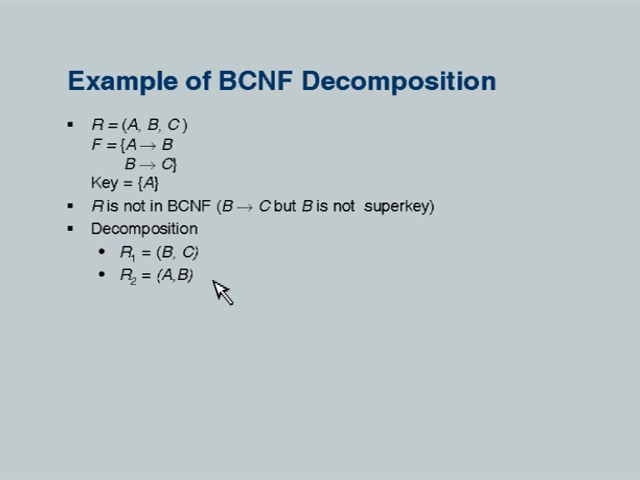 Example of BCNF Decomposition
▪ R = (A, B, C )
F = {A → B
B → C}
Key = {A}
▪ R is not in BCNF (B → C but B is not superkey)
▪ Decomposition
• R₁ = (B, C)
• R₂ = (A,B)